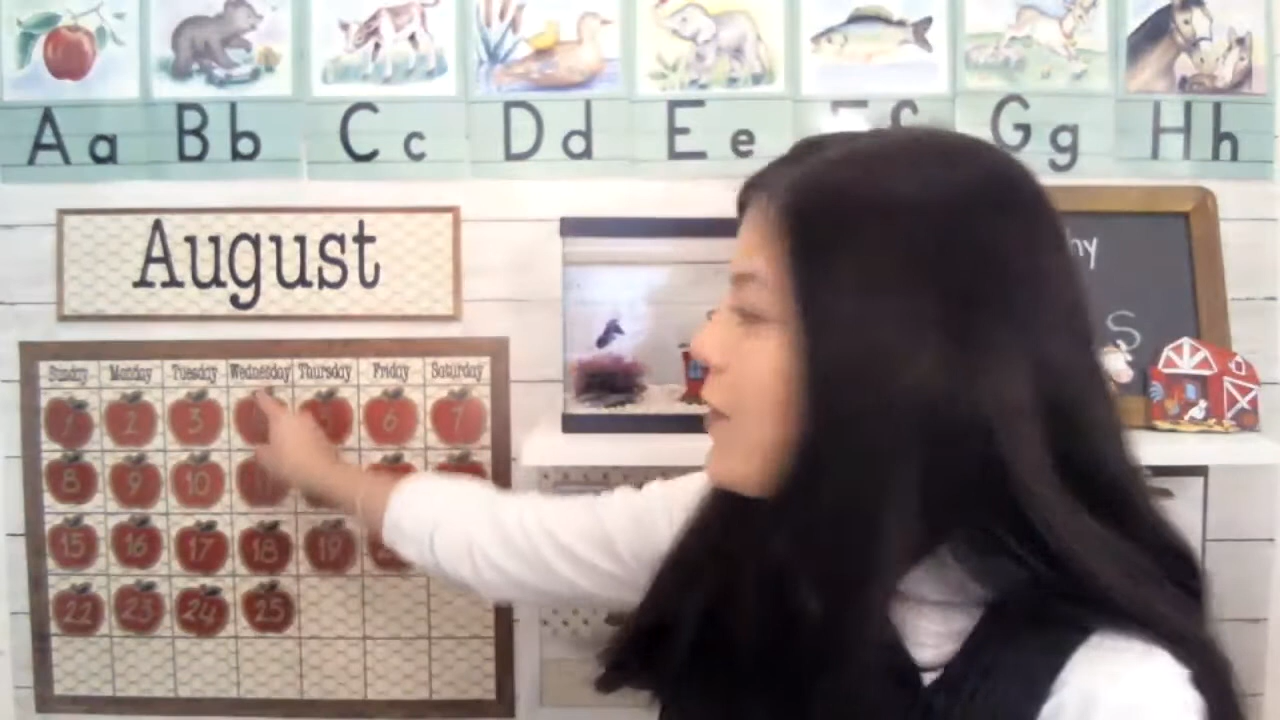 Aa Bb Cc Dd Ee Gg Hh
August
Sunday Monday Tuesday Wednesday Thursday Friday Saturday
1 2 3 6 7
8 9 10 11
15 16 17 18 19
22 23 24 25
S